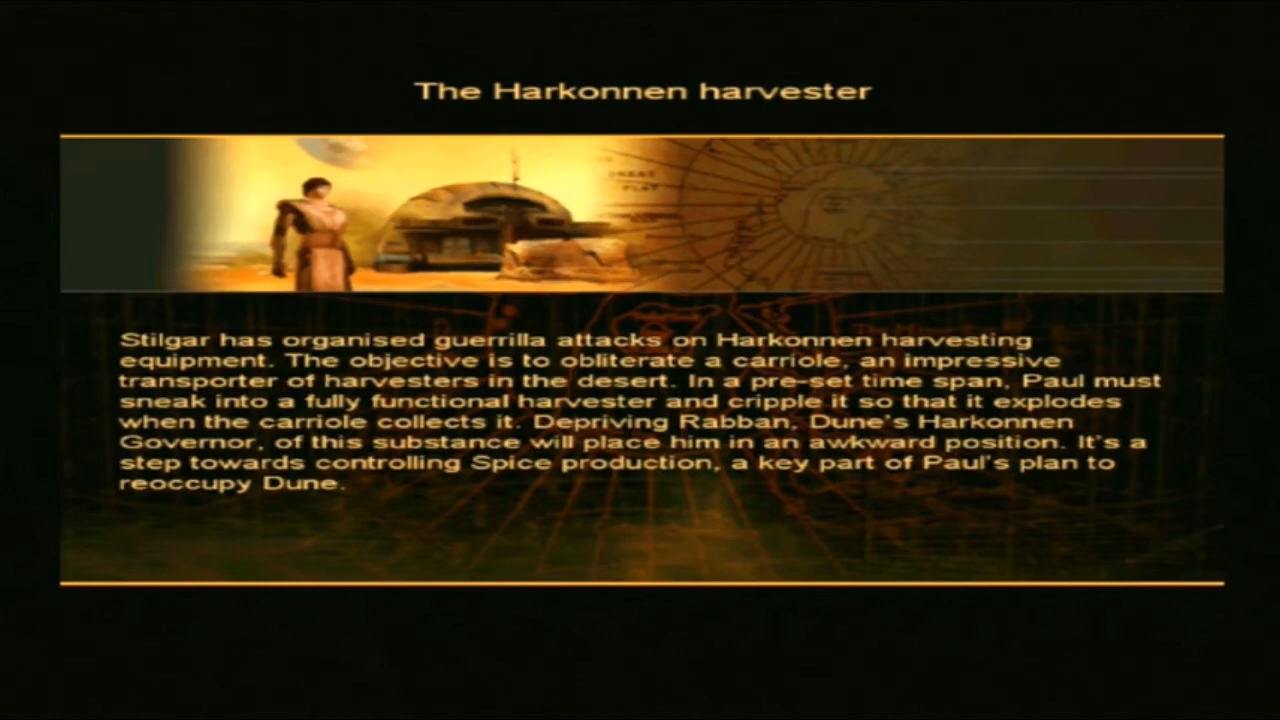 The Harkonnen harvester
Stilgar has organised guerrilla attacks on Harkonnen harvesting
equipment. The objective is to obliterate a carriole, an impressive
transporter of harvesters in the desert. In a pre-set time span, Paul must
sneak into a fully functional harvester and cripple it so that it explodes
when the carriole collects it. Depriving Rabban, Dune's Harkonnen
Governor, of this substance will place him in an awkward position. It's a
step towards controlling Spice production, a key part of Paul's plan to
reoccupy Dune.